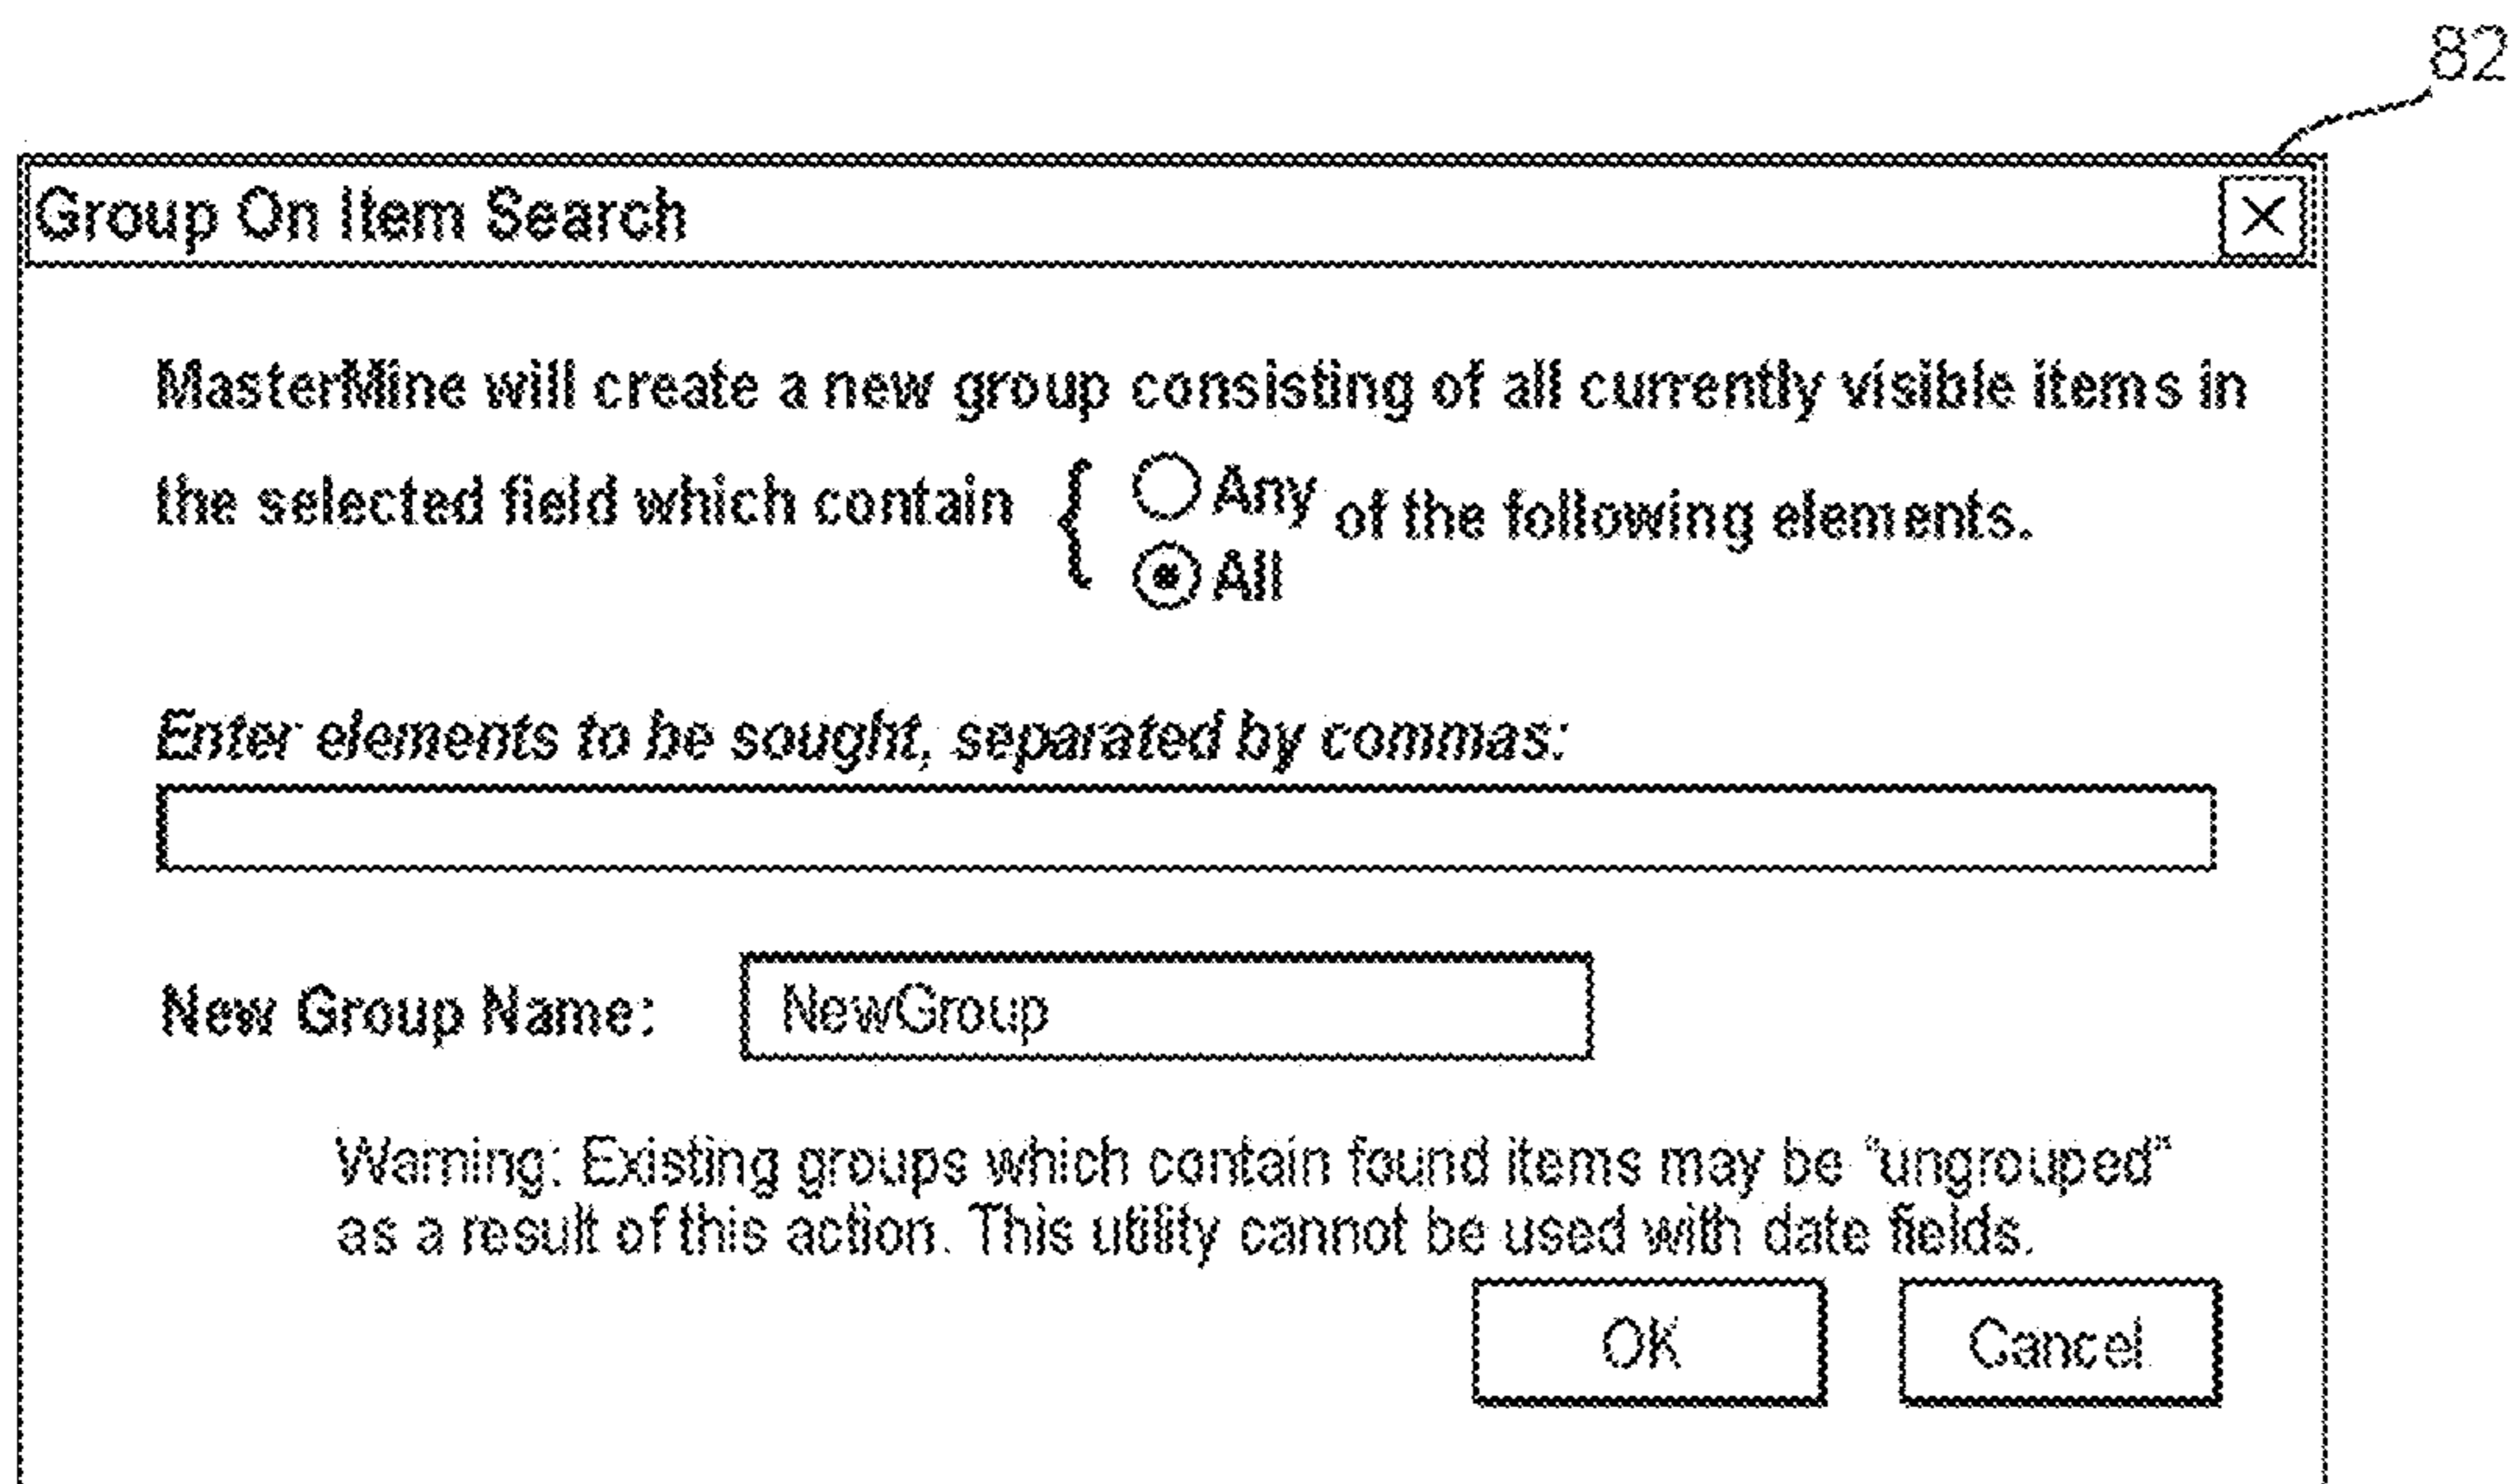 82
Group On Item Search
MasterMine will create a new group consisting of all currently visible items in
the selected field which contain { Any of the following elements.
All
Enter elements to be sought, separated by commas:
New Group Name: NewGroup
Warning: Existing groups which contain found items may be "ungrouped"
as a result of this action. This utility cannot be used with date fields.
OK Cancel